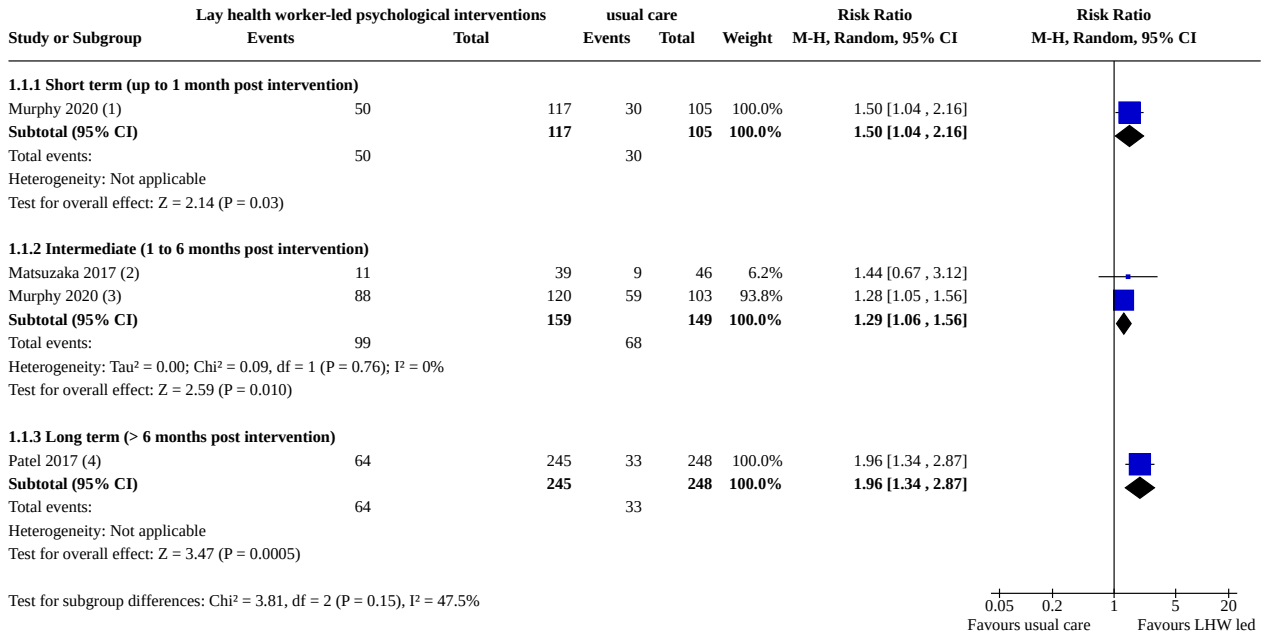 Lay health worker-led psychological interventions usual care Risk Ratio Risk Ratio
Study or Subgroup Events Total Events Total Weight M-H, Random, 95% CI M-H, Random, 95% CI
1.1.1 Short term (up to 1 month post intervention)
Murphy 2020 (1) 50 117 30 105 100.0% 1.50 [1.04 , 2.16]
Subtotal (95% CI) 117 105 100.0% 1.50 [1.04 , 2.16]
Total events: 50 30
Heterogeneity: Not applicable
Test for overall effect: Z = 2.14 (P = 0.03)
1.1.2 Intermediate (1 to 6 months post intervention)
Matsuzaka 2017 (2) 11 39 9 46 6.2% 1.44 [0.67 , 3.12]
Murphy 2020 (3) 88 120 59 103 93.8% 1.28 [1.05 , 1.56]
Subtotal (95% CI) 159 149 100.0% 1.29 [1.06 , 1.56]
Total events: 99 68
Heterogeneity: Tau² = 0.00; Chi² = 0.09, df = 1 (P = 0.76); I² = 0%
Test for overall effect: Z = 2.59 (P = 0.010)
1.1.3 Long term (> 6 months post intervention)
Patel 2017 (4) 64 245 33 248 100.0% 1.96 [1.34 , 2.87]
Subtotal (95% CI) 245 248 100.0% 1.96 [1.34 , 2.87]
Total events: 64 33
Heterogeneity: Not applicable
Test for overall effect: Z = 3.47 (P = 0.0005)
Test for subgroup differences: Chi² = 3.81, df = 2 (P = 0.15), I² = 47.5%
0.05 0.2 1 5 20
Favours usual care Favours LHW led